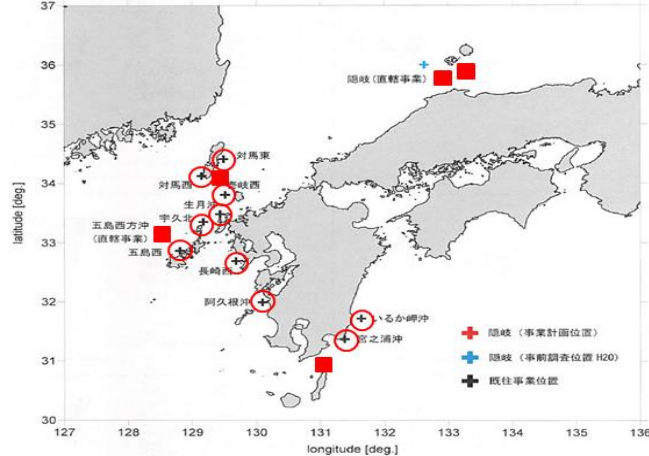 37
36
35
34
33
32
31
30
latitude [deg.]
隠岐(直轄事業)
対馬東
対馬西
壱岐西
生月沖
宇久北
五島西方沖
(直轄事業)
五島西
長崎西
阿久根沖
いるか岬沖
宮之浦沖
隠岐 (事業計画位置)
隠岐 (事前調査位置 H20)
既往事業位置
127
128
129
130
131
132
133
134
135
136
longitude [deg.]